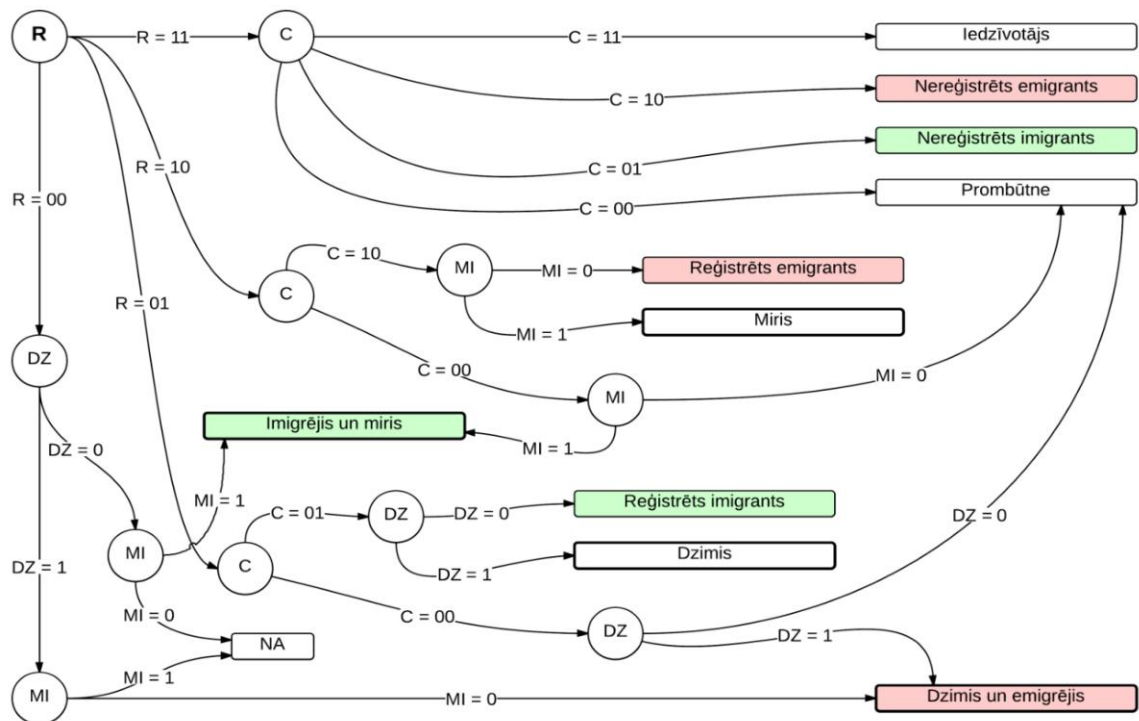 R
R = 11
C
C = 11
Iedzīvotājs
C = 10
Nereģistrēts emigrants
Nereģistrēts imigrants
C = 01
R = 10
Prombūtne
R = 00
C = 00
C = 10
MI
MI = 0
Reģistrēts emigrants
C
R = 01
Miris
MI = 1
DZ
C = 00
MI = 0
MI
Imigrējis un miris
DZ = 0
MI = 1
MI = 1
Reģistrēts imigrants
C = 01
DZ
DZ = 0
DZ = 0
MI
Dzimis
C
DZ = 1
DZ = 1
MI = 0
C = 00
DZ
DZ = 1
NA
MI = 1
MI
MI = 0
Dzimis un emigrējis